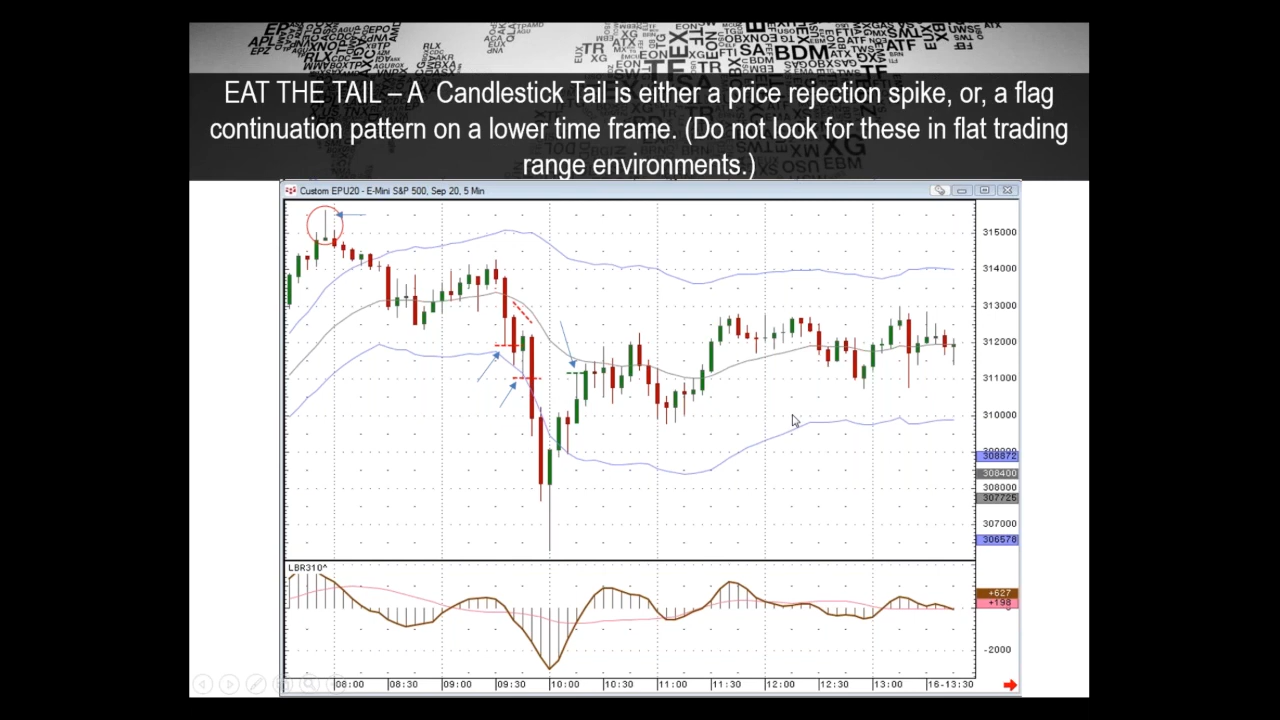 EAT THE TAIL – A Candlestick Tail is either a price rejection spike, or, a flag
continuation pattern on a lower time frame. (Do not look for these in flat trading
range environments.)
Custom EPU20 - E-Mini S&P 500, Sep 20, 5 Min
315000
314000
313000
312000
311000
310000
308872
308400
308000
307725
307000
306578
LBR310^
+627
+198
-2000
08:00 08:30 09:00 09:30 10:00 10:30 11:00 11:30 12:00 12:30 13:00 16-13:30